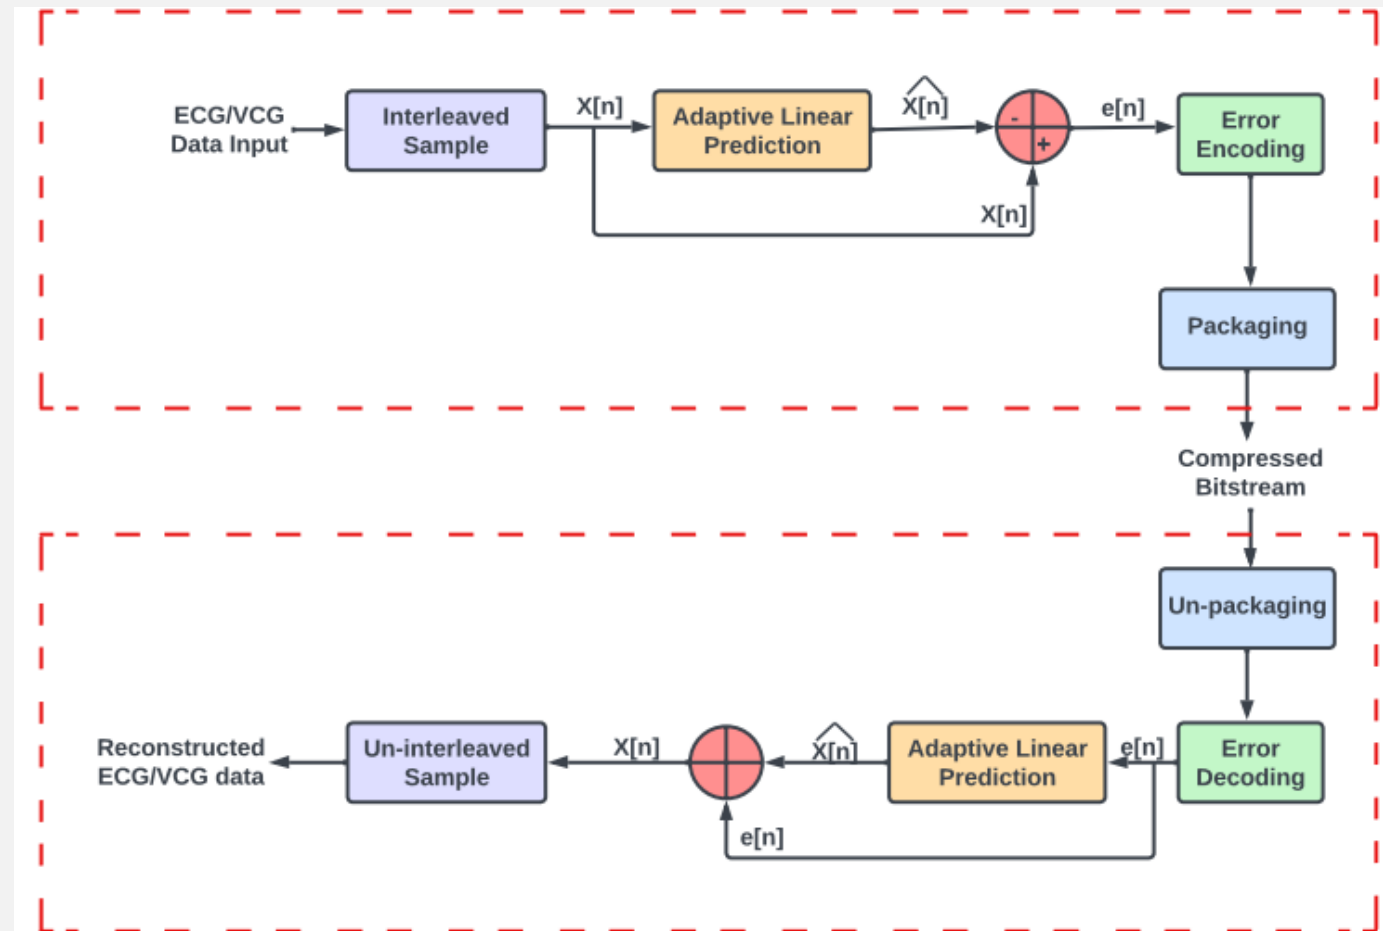 ECG/VCG
Data Input
Interleaved
Sample
X[n]
Adaptive Linear
Prediction
X̂[n]
-
+
e[n]
Error
Encoding
X[n]
Packaging
Compressed
Bitstream
Un-packaging
Reconstructed
ECG/VCG data
Un-interleaved
Sample
X[n]
X̂[n]
Adaptive Linear
Prediction
e[n]
Error
Decoding
e[n]